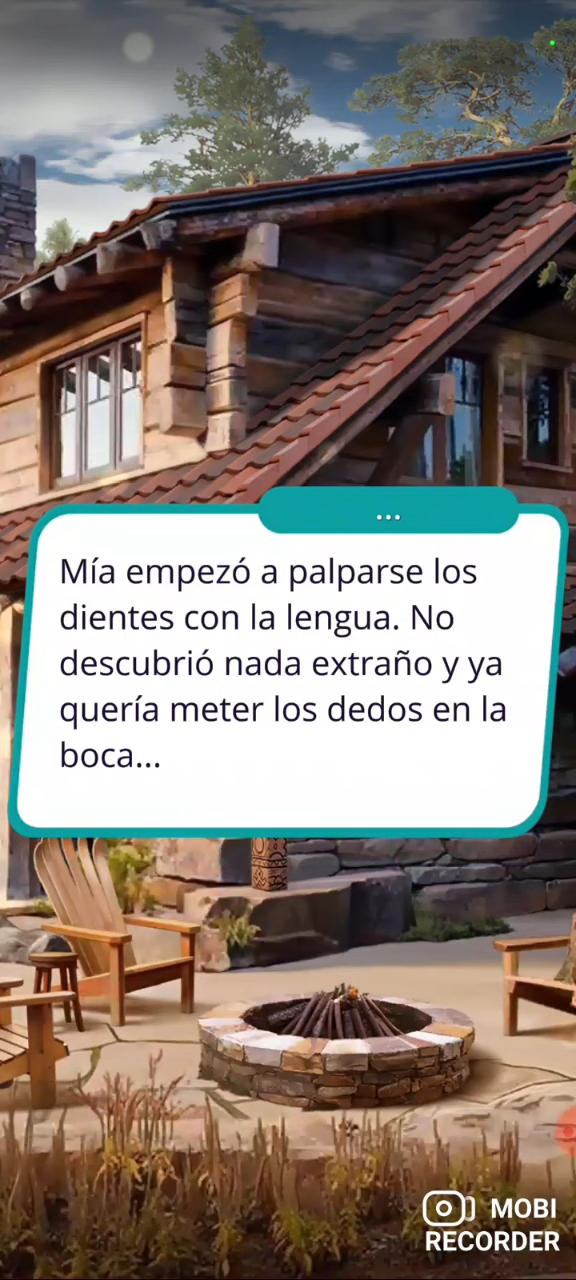 ...
Mía empezó a palparse los
dientes con la lengua. No
descubrió nada extraño y ya
quería meter los dedos en la
boca...
MOBI
RECORDER